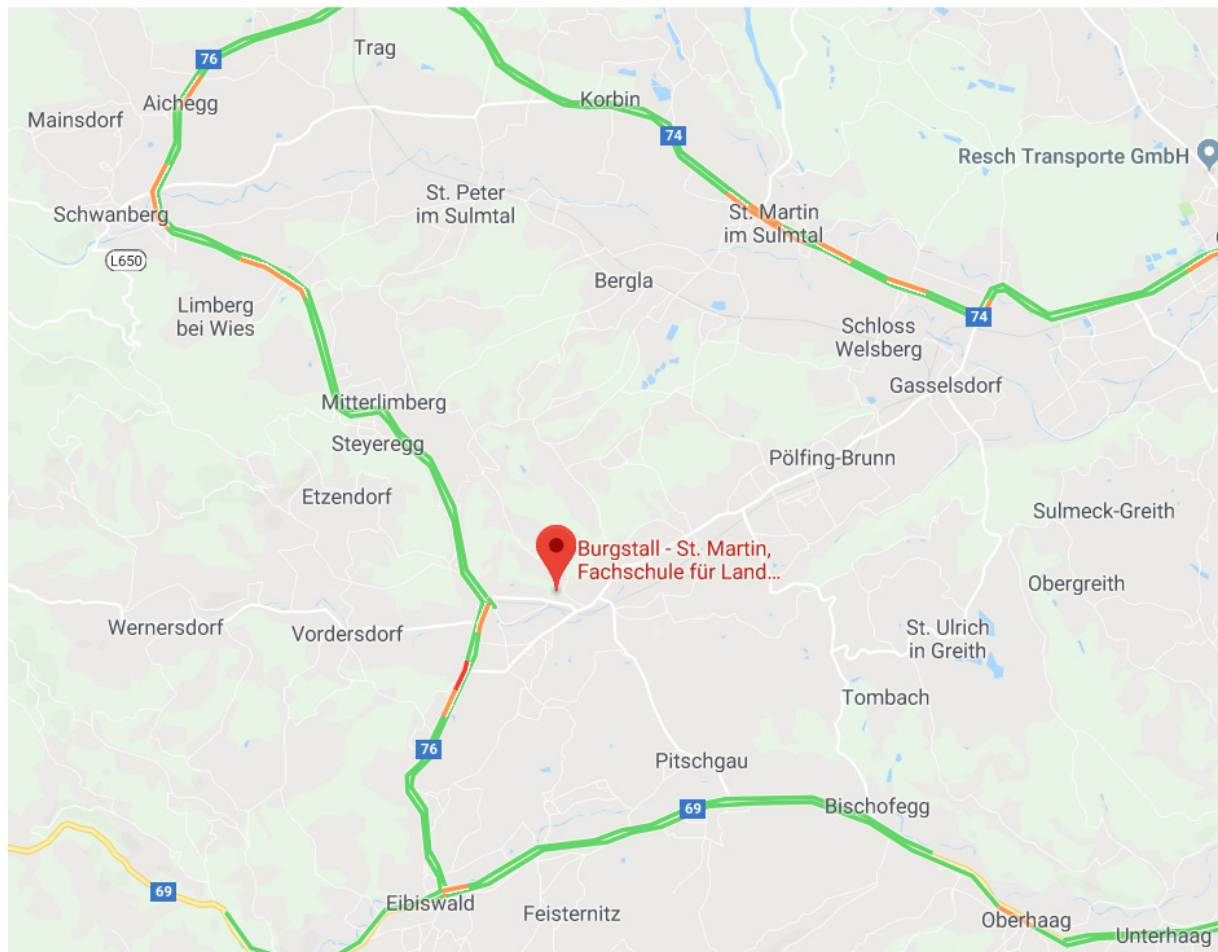 Trag
76
Aichegg
Korbin
Mainsdorf
74
Resch Transporte GmbH
St. Peter
im Sulmtal
St. Martin
im Sulmtal
Schwanberg
L650
Bergla
Limberg
bei Wies
74
Schloss
Welsberg
Gasselsdorf
Mitterlimberg
Steyeregg
Pölfing-Brunn
Etzendorf
Sulmeck-Greith
Burgstall - St. Martin,
Fachschule für Land...
Obergreith
Wernersdorf
Vordersdorf
St. Ulrich
in Greith
Tombach
76
Pitschgau
69
Bischofegg
69
Eibiswald
Feisternitz
Oberhaag
Unterhaag